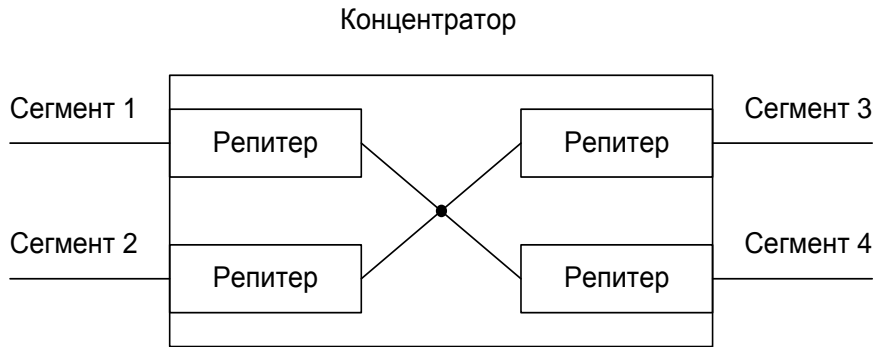 Концентратор
Сегмент 1
Сегмент 3
Репитер
Репитер
Сегмент 2
Сегмент 4
Репитер
Репитер